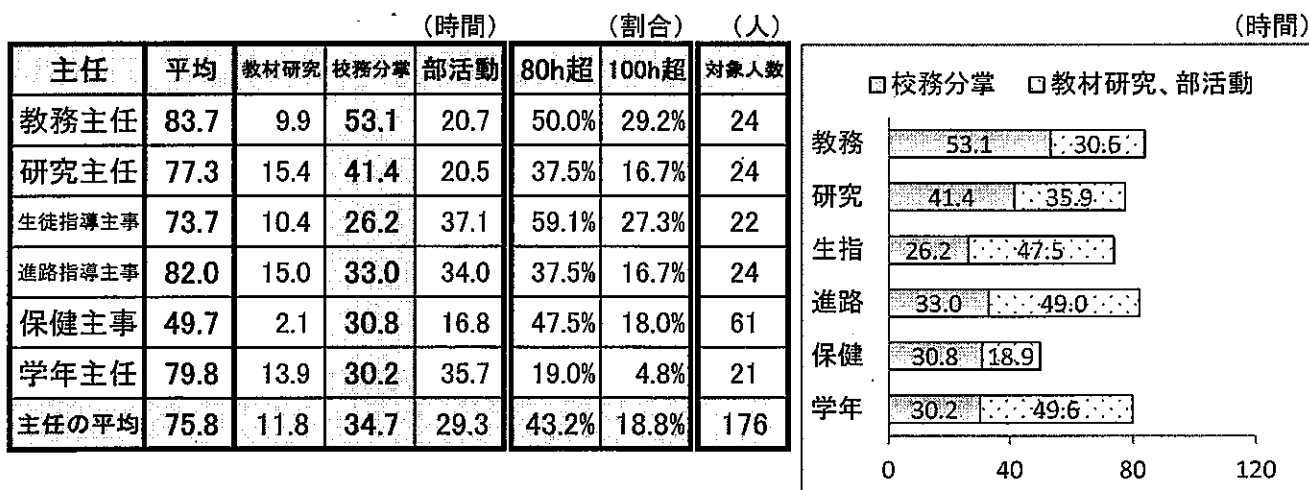 (時間) (割合) (人)
主任 平均 教材研究 校務分掌 部活動 80h超 100h超 対象人数
教務主任 83.7 9.9 53.1 20.7 50.0% 29.2% 24
研究主任 77.3 15.4 41.4 20.5 37.5% 16.7% 24
生徒指導主事 73.7 10.4 26.2 37.1 59.1% 27.3% 22
進路指導主事 82.0 15.0 33.0 34.0 37.5% 16.7% 24
保健主事 49.7 2.1 30.8 16.8 47.5% 18.0% 61
学年主任 79.8 13.9 30.2 35.7 19.0% 4.8% 21
主任の平均 75.8 11.8 34.7 29.3 43.2% 18.8% 176
(時間)
校務分掌 教材研究、部活動
教務 53.1 30.6
研究 41.4 35.9
生指 26.2 47.5
進路 33.0 49.0
保健 30.8 18.9
学年 30.2 49.6
0 40 80 120